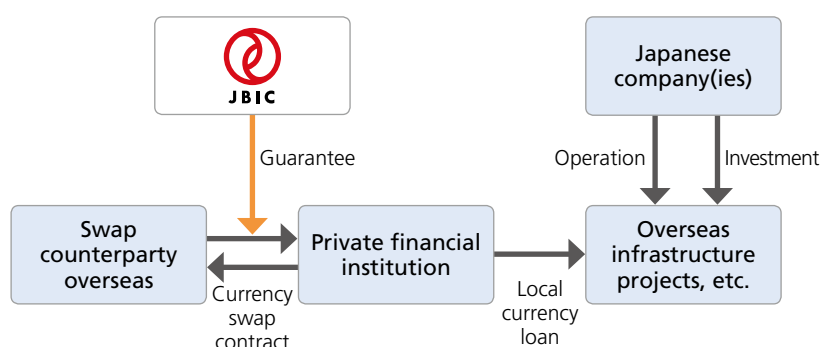 JBIC
Japanese
company(ies)
Guarantee
Operation
Investment
Swap
counterparty
overseas
Private financial
institution
Overseas
infrastructure
projects, etc.
Currency
swap
contract
Local
currency
loan